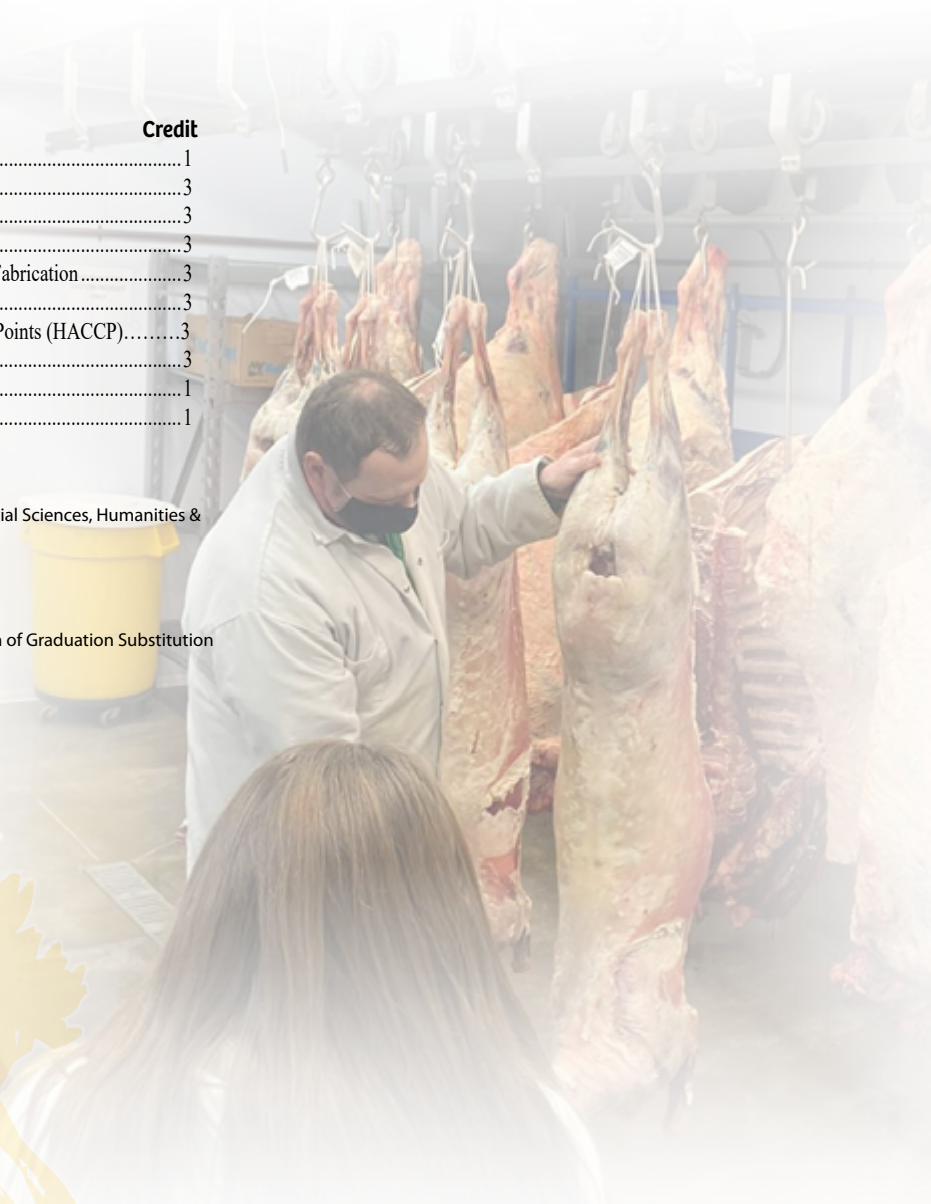 Credit
................................................1
................................................3
................................................3
................................................3
abrication......................3
................................................3
Points (HACCP).........3
................................................3
................................................1
................................................1
ial Sciences, Humanities &
of Graduation Substitution